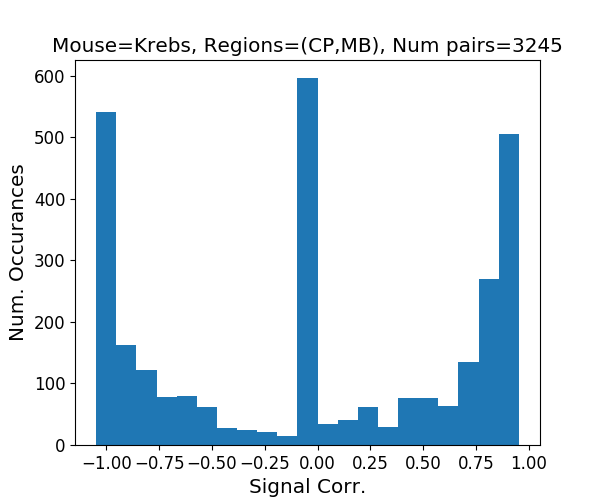 Mouse=Krebs, Regions=(CP,MB), Num pairs=3245
600
500
400
300
200
100
0
Num. Occurances
−1.00 −0.75 −0.50 −0.25 0.00 0.25 0.50 0.75 1.00
Signal Corr.